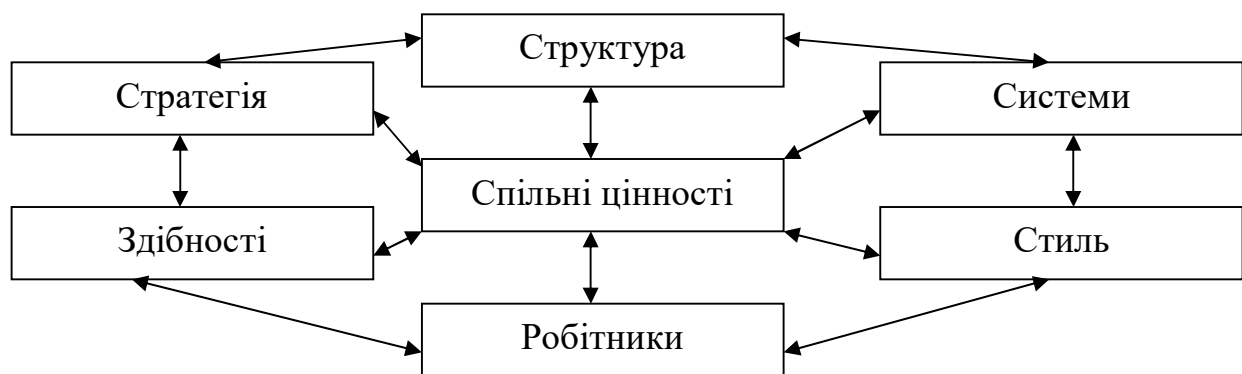 Структура
Стратегія
Системи
Спільні цінності
Здібності
Стиль
Робітники